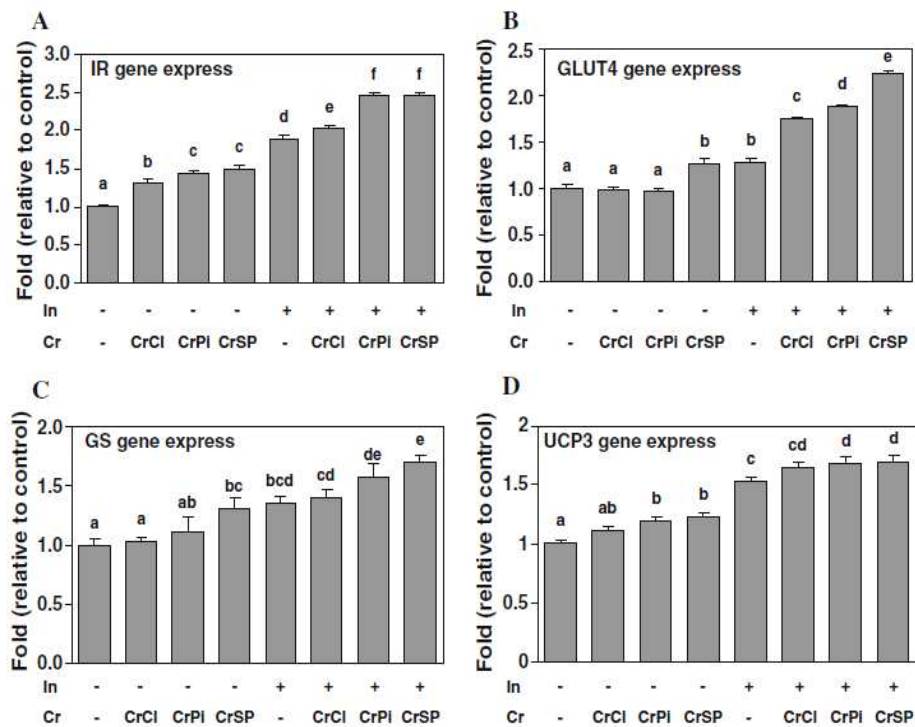 A
IR gene express
Fold (relative to control)
3.0
2.5
2.0
1.5
1.0
0.5
0.0
a b c c d e f f
In - - - - + + + +
Cr - CrCl CrPi CrSP - CrCl CrPi CrSP
B
GLUT4 gene express
Fold (relative to control)
2.5
2.0
1.5
1.0
0.5
0.0
a a a b b c d e
In - - - - + + + +
Cr - CrCl CrPi CrSP - CrCl CrPi CrSP
C
GS gene express
Fold (relative to control)
2.0
1.5
1.0
0.5
0.0
a a ab bc bcd cd de e
In - - - - + + + +
Cr - CrCl CrPi CrSP - CrCl CrPi CrSP
D
UCP3 gene express
Fold (relative to control)
2
1.5
1
0.5
0
a ab b b c cd d d
In - - - - + + + +
Cr - CrCl CrPi CrSP - CrCl CrPi CrSP